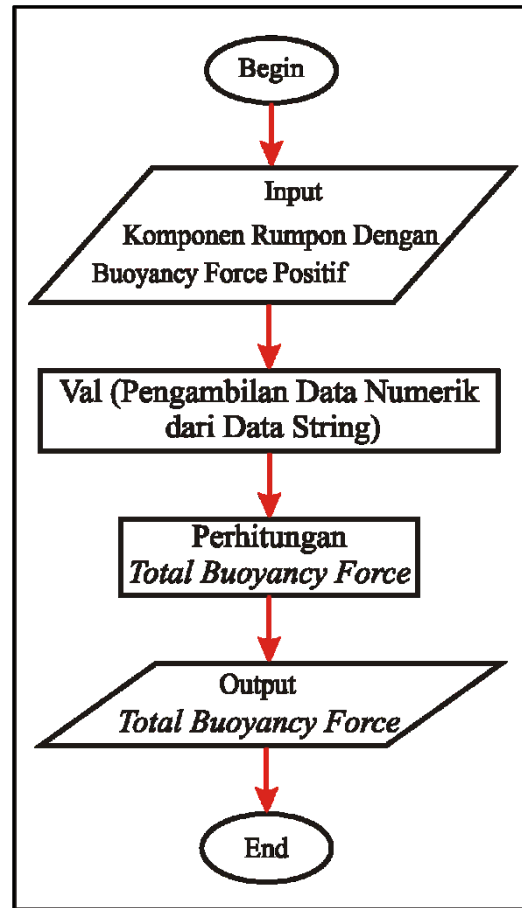 Begin
Input
Komponen Rumpon Dengan
Buoyancy Force Positif
Val (Pengambilan Data Numerik
dari Data String)
Perhitungan
Total Buoyancy Force
Output
Total Buoyancy Force
End